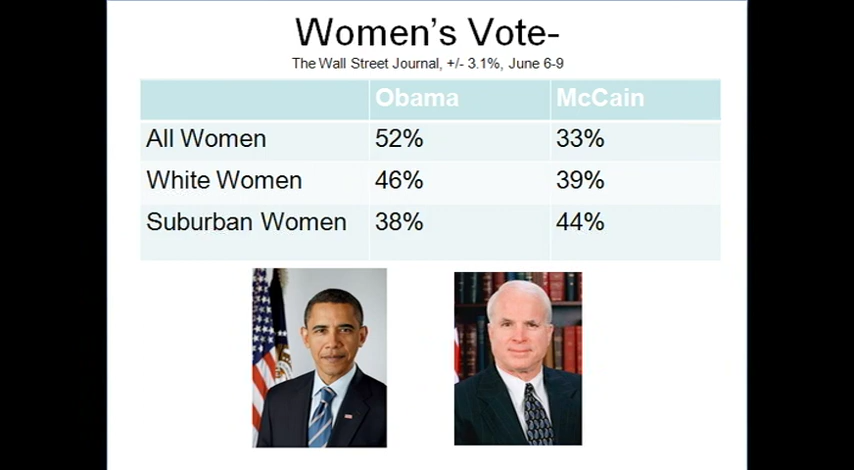 Women's Vote-
The Wall Street Journal, +/- 3.1%, June 6-9
Obama McCain
All Women 52% 33%
White Women 46% 39%
Suburban Women 38% 44%